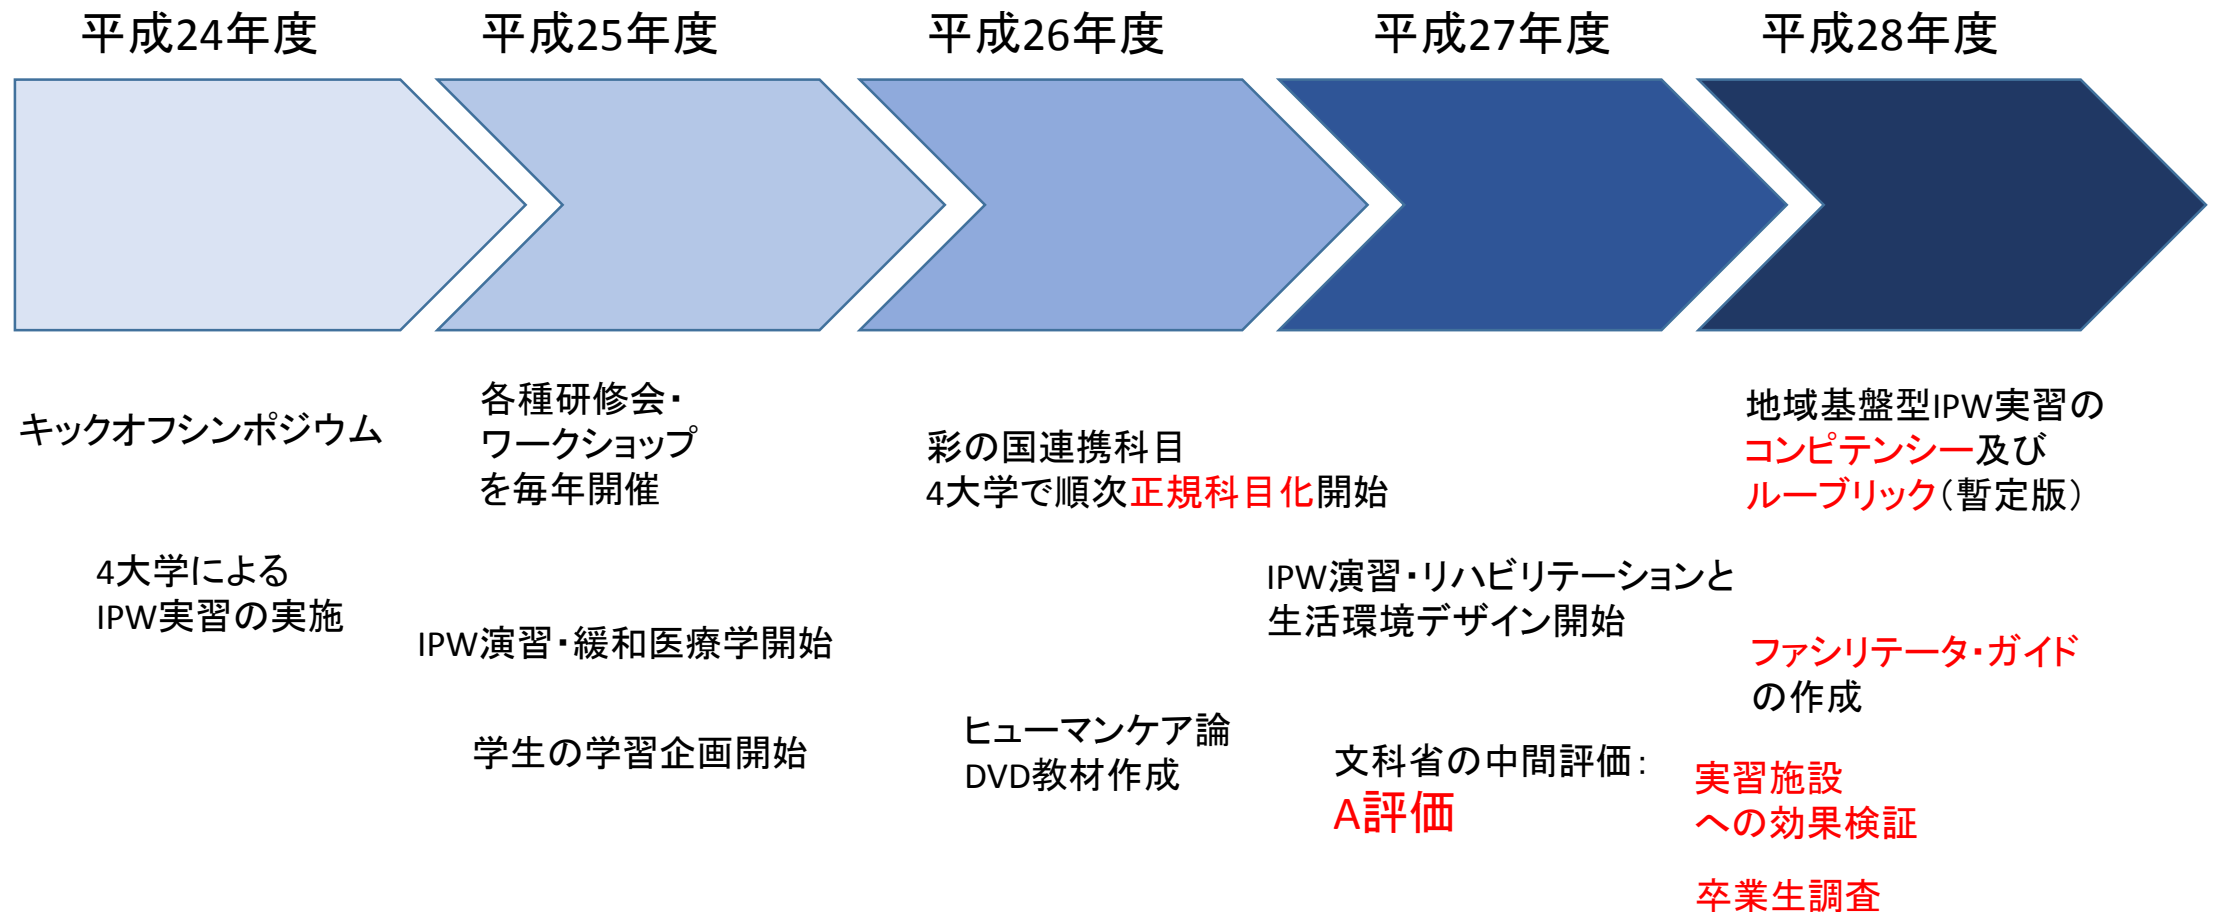 平成24年度
平成25年度
平成26年度
平成27年度
平成28年度
キックオフシンポジウム
4大学による
IPW実習の実施
各種研修会・
ワークショップ
を毎年開催
IPW演習・緩和医療学開始
学生の学習企画開始
彩の国連携科目
4大学で順次正規科目化開始
ヒューマンケア論
DVD教材作成
IPW演習・リハビリテーションと
生活環境デザイン開始
文科省の中間評価：
A評価
地域基盤型IPW実習の
コンピテンシー及び
ルーブリック（暫定版）
ファシリテータ・ガイド
の作成
実習施設
への効果検証
卒業生調査